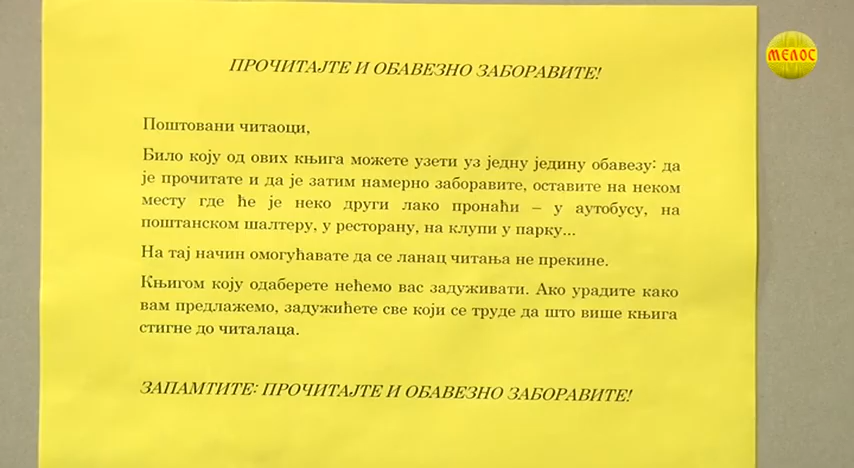 МЕЛОС
ПРОЧИТАЈТЕ И ОБАВЕЗНО ЗАБОРАВИТЕ!
Поштовани читаоци,
Било коју од ових књига можете узети уз једну једину обавезу: да
је прочитате и да је затим намерно заборавите, оставите на неком
месту где ће је неко други лако пронаћи – у аутобусу, на
поштанском шалтеру, у ресторану, на клупи у парку...
На тај начин омогућавате да се ланац читања не прекине.
Књигом коју одаберете нећемо вас задуживати. Ако урадите како
вам предлажемо, задужићете све који се труде да што више књига
стигне до читалаца.
ЗАПАМТИТЕ: ПРОЧИТАЈТЕ И ОБАВЕЗНО ЗАБОРАВИТЕ!